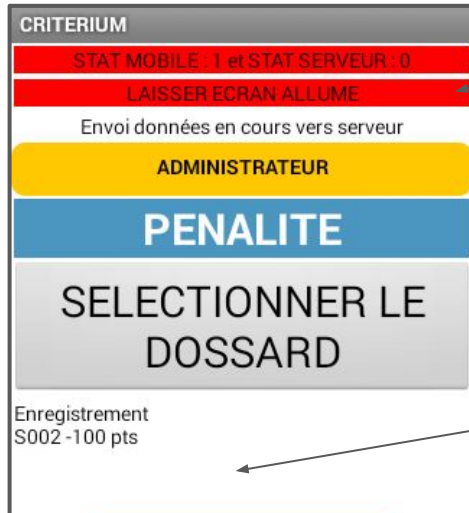 CRITERIUM
STAT MOBILE : 1 et STAT SERVEUR : 0
LAISSER ECRAN ALLUME
Envoi données en cours vers serveur
ADMINISTRATEUR
PENALITE
SELECTIONNER LE
DOSSARD
Enregistrement
S002 -100 pts